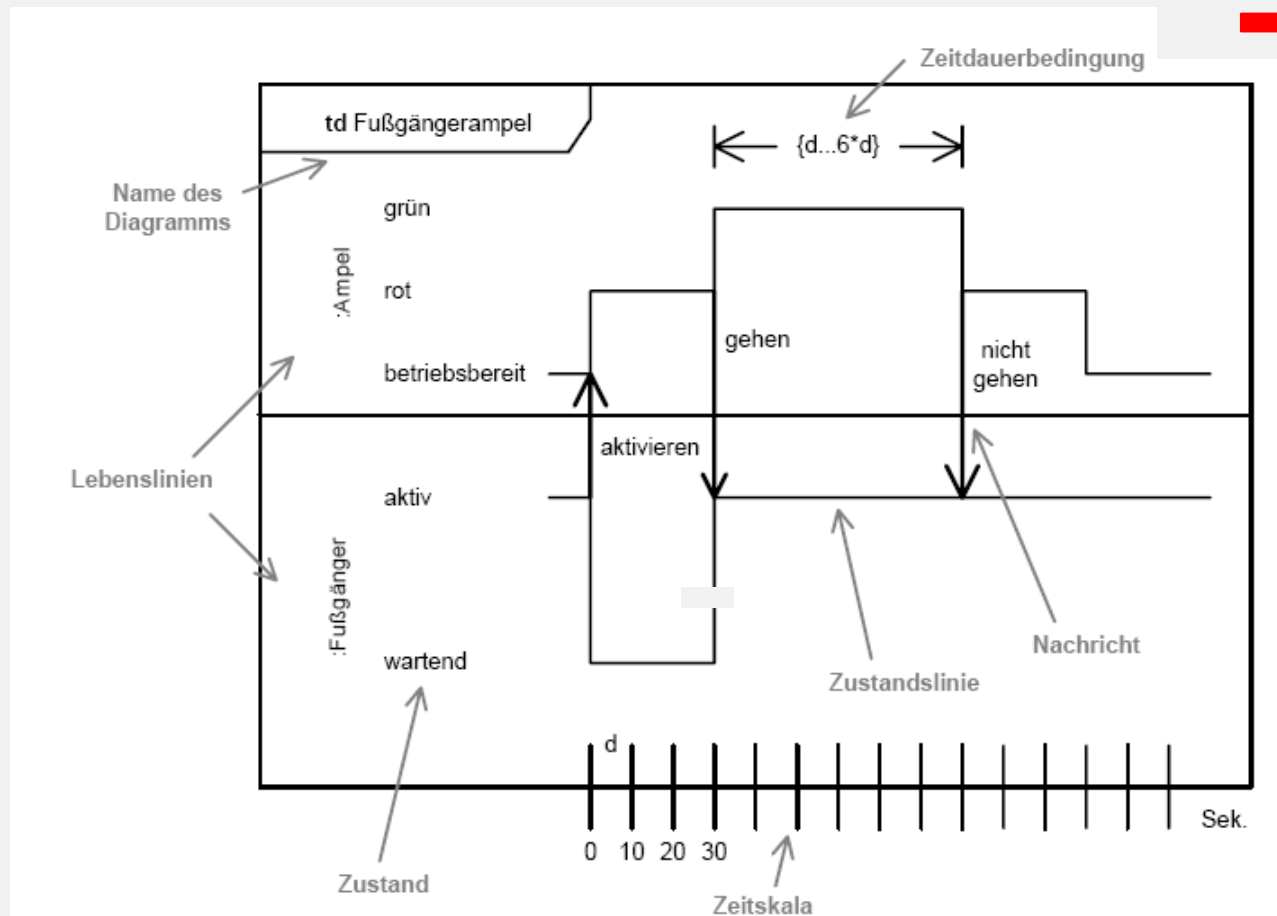 Zeitdauerbedingung
td Fußgängerampel
{d...6*d}
Name des
Diagramms
grün
:Ampel
rot
gehen
nicht
gehen
betriebsbereit
aktivieren
Lebenslinien
aktiv
:Fußgänger
Nachricht
wartend
Zustandslinie
d
Sek.
0 10 20 30
Zustand
Zeitskala